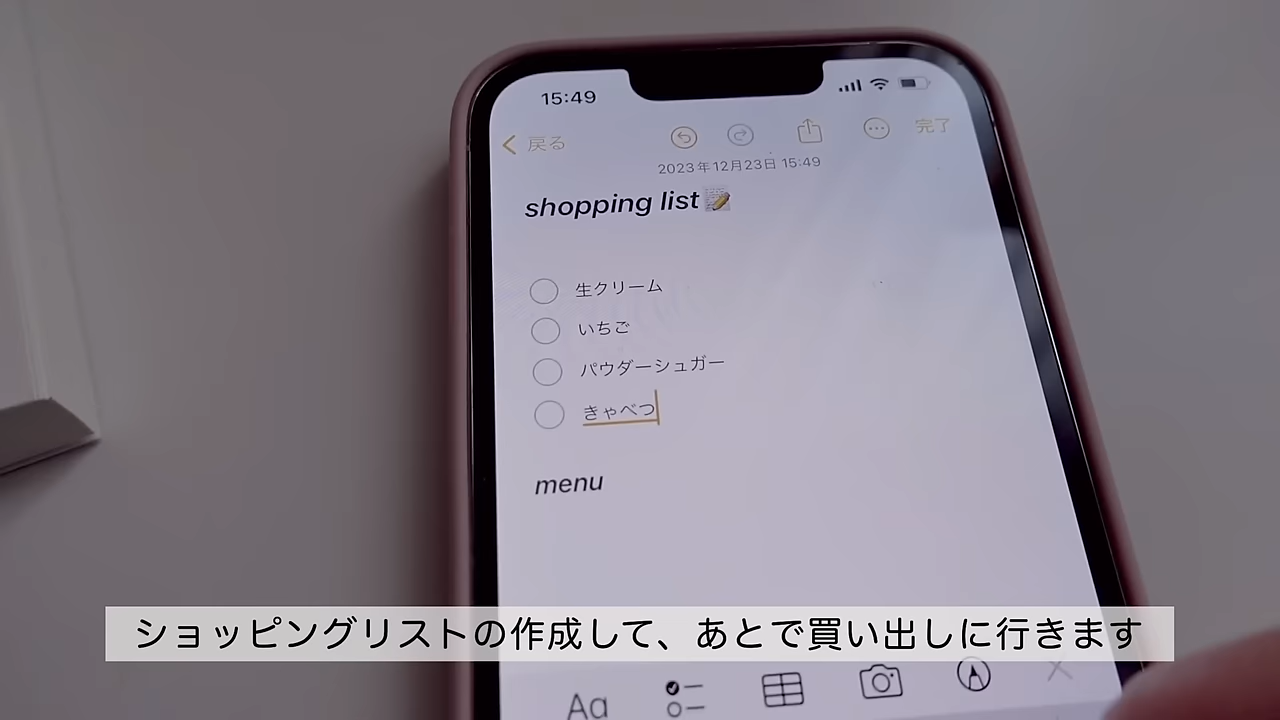 15:49
戻る
完了
2023年12月23日 15:49
shopping list📝
生クリーム
いちご
パウダーシュガー
きゃべつ
menu
ショッピングリストの作成して、あとで買い出しに行きます
Aa